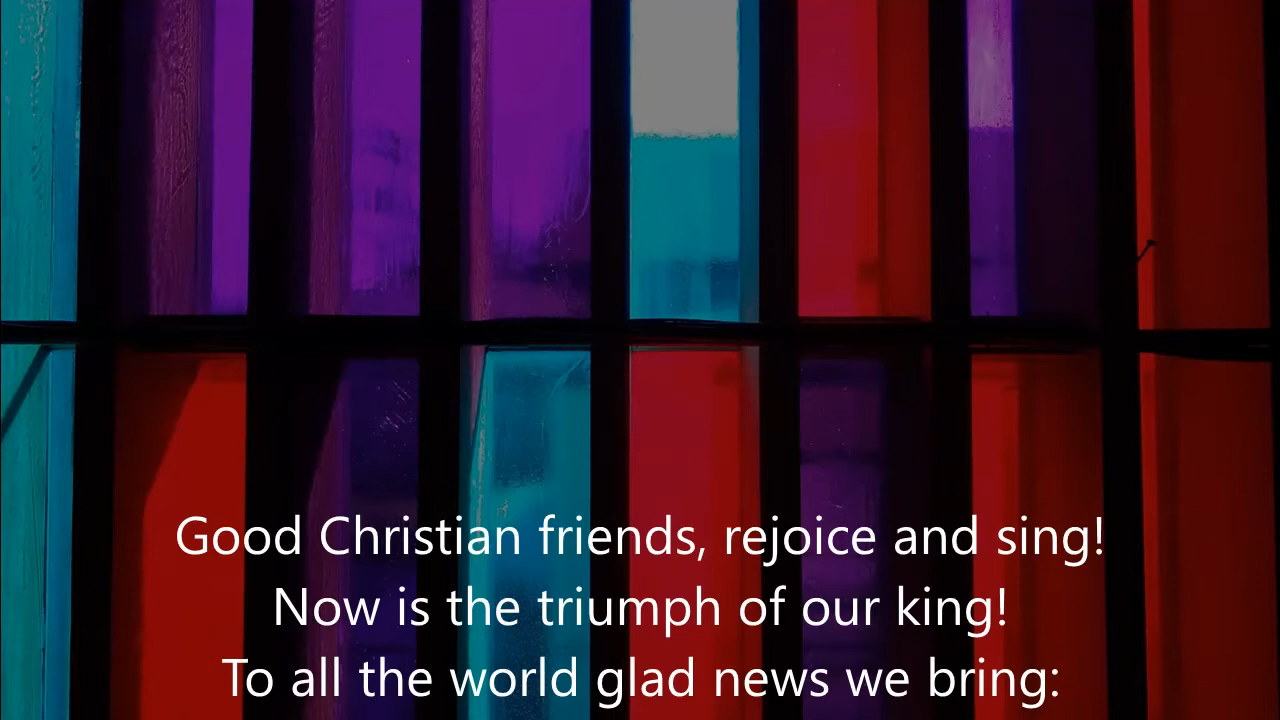 Good Christian friends, rejoice and sing!
Now is the triumph of our king!
To all the world glad news we bring: